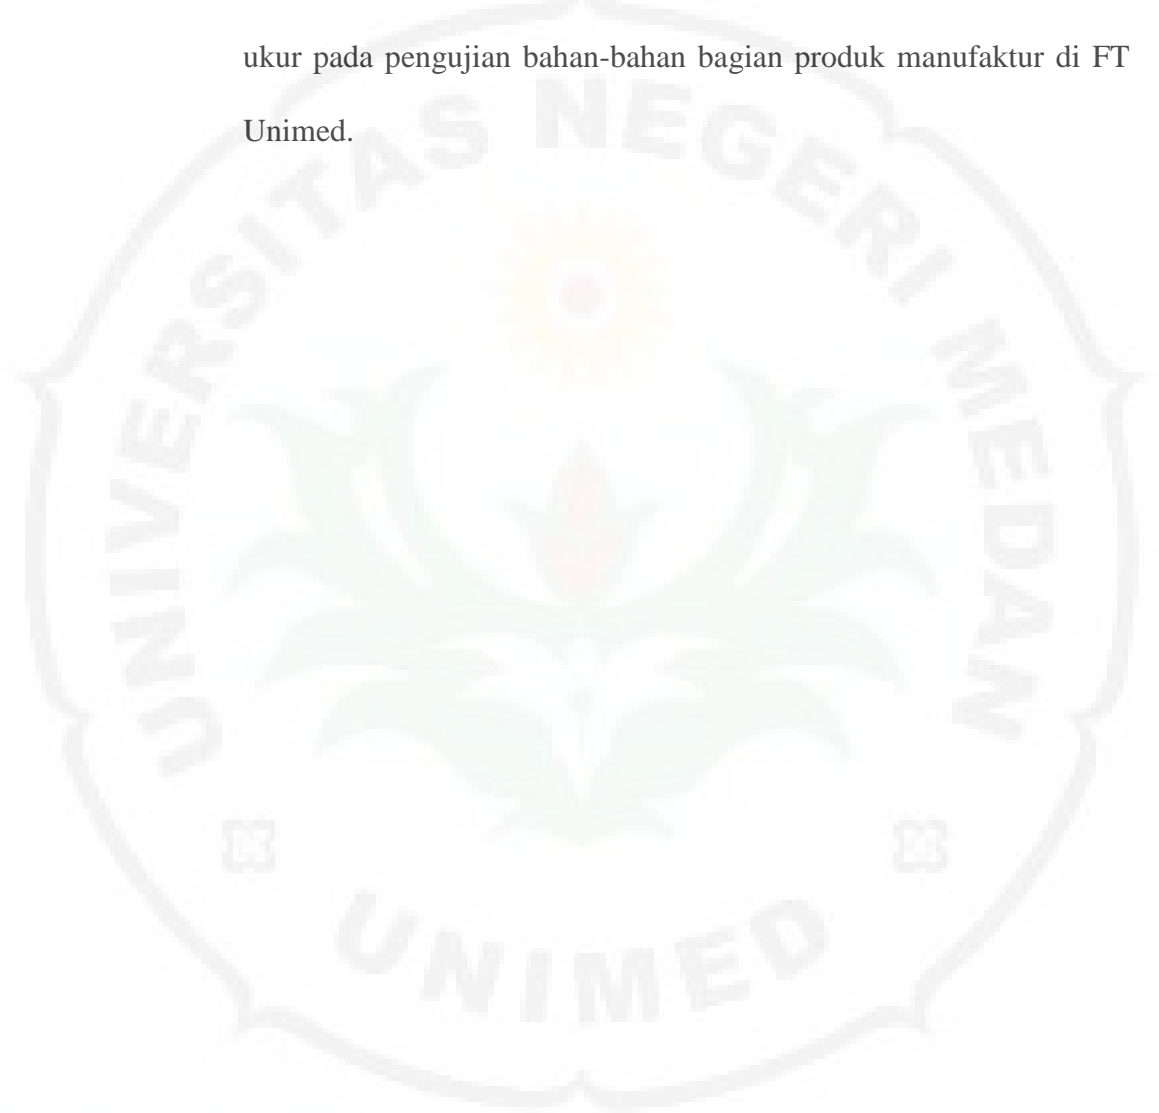 ukur pada pengujian bahan-bahan bagian produk manufaktur di FT
Unimed.
UNIVERSITAS NEGERI MEDAN
UNIMED